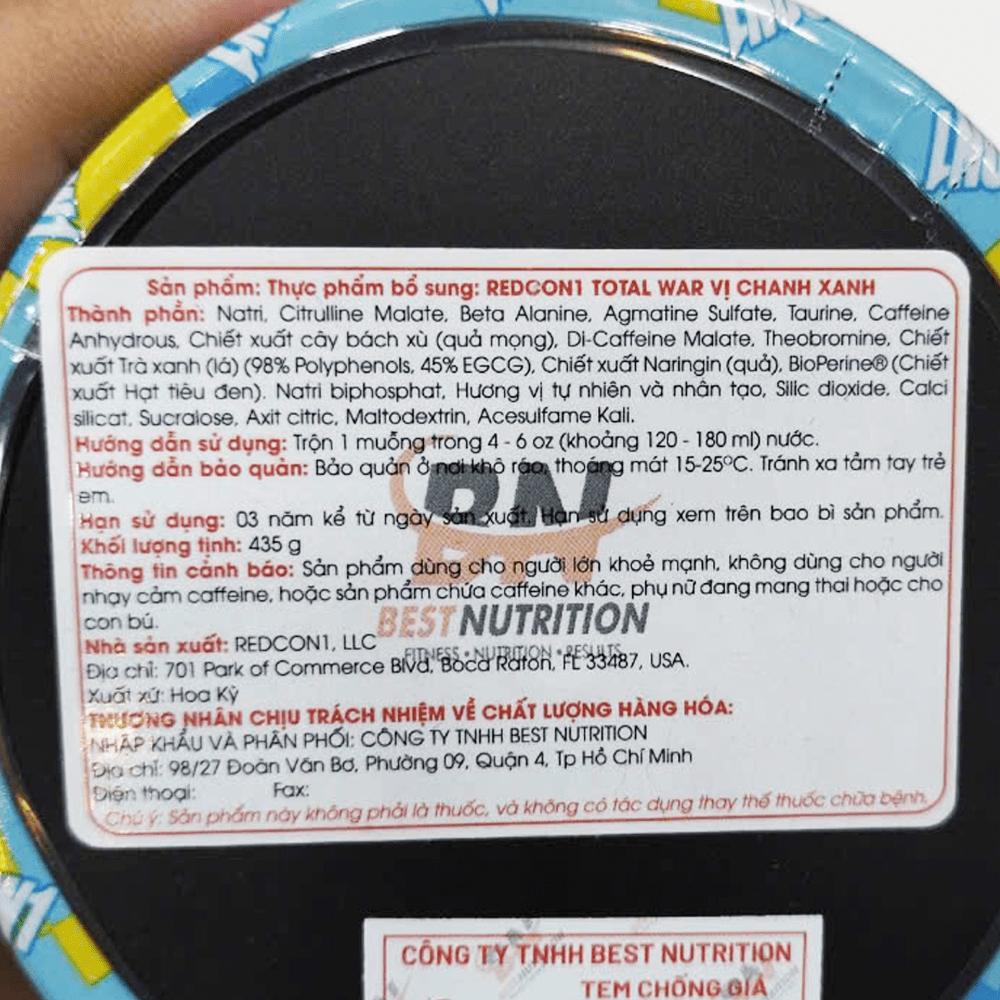 Sản phẩm: Thực phẩm bổ sung: REDCON1 TOTAL WAR VỊ CHANH XANH
Thành phần: Natri, Citrulline Malate, Beta Alanine, Agmatine Sulfate, Taurine, Caffeine
Anhydrous, Chiết xuất cây bách xù (quả mọng), Di-Caffeine Malate, Theobromine, Chiết
xuất Trà xanh (lá) (98% Polyphenols, 45% EGCG), Chiết xuất Naringin (quả), BioPerine® (Chiết
xuất Hạt tiêu đen). Natri biphosphat, Hương vị tự nhiên và nhân tạo, Silic dioxide. Calci
silicat, Sucralose, Axit citric, Maltodextrin, Acesulfame Kali.
Hướng dẫn sử dụng: Trộn 1 muỗng trong 4 - 6 oz (khoảng 120 - 180 ml) nước.
Hướng dẫn bảo quản: Bảo quản ở nơi khô ráo, thoáng mát 15-25ºC. Tránh xa tầm tay trẻ
em.
Hạn sử dụng: 03 năm kể từ ngày sản xuất. Hạn sử dụng xem trên bao bì sản phẩm.
Khối lượng tịnh: 435 g
Thông tin cảnh báo: Sản phẩm dùng cho người lớn khoẻ mạnh, không dùng cho người
nhạy cảm caffeine, hoặc sản phẩm chứa caffeine khác, phụ nữ đang mang thai hoặc cho
con bú.
BN
BEST NUTRITION
FITNESS • NUTRITION • RESULTS
Nhà sản xuất: REDCON1, LLC
Địa chỉ: 701 Park of Commerce Blvd, Boca Raton, FL 33487, USA.
Xuất xứ: Hoa Kỳ
THƯƠNG NHÂN CHỊU TRÁCH NHIỆM VỀ CHẤT LƯỢNG HÀNG HÓA:
NHẬP KHẨU VÀ PHÂN PHỐI: CÔNG TY TNHH BEST NUTRITION
Địa chỉ: 98/27 Đoàn Văn Bơ, Phường 09, Quận 4, Tp Hồ Chí Minh
Điện thoại: Fax:
Chú ý: Sản phẩm này không phải là thuốc, và không có tác dụng thay thế thuốc chữa bệnh.
CÔNG TY TNHH BEST NUTRITION
TEM CHỐNG GIẢ